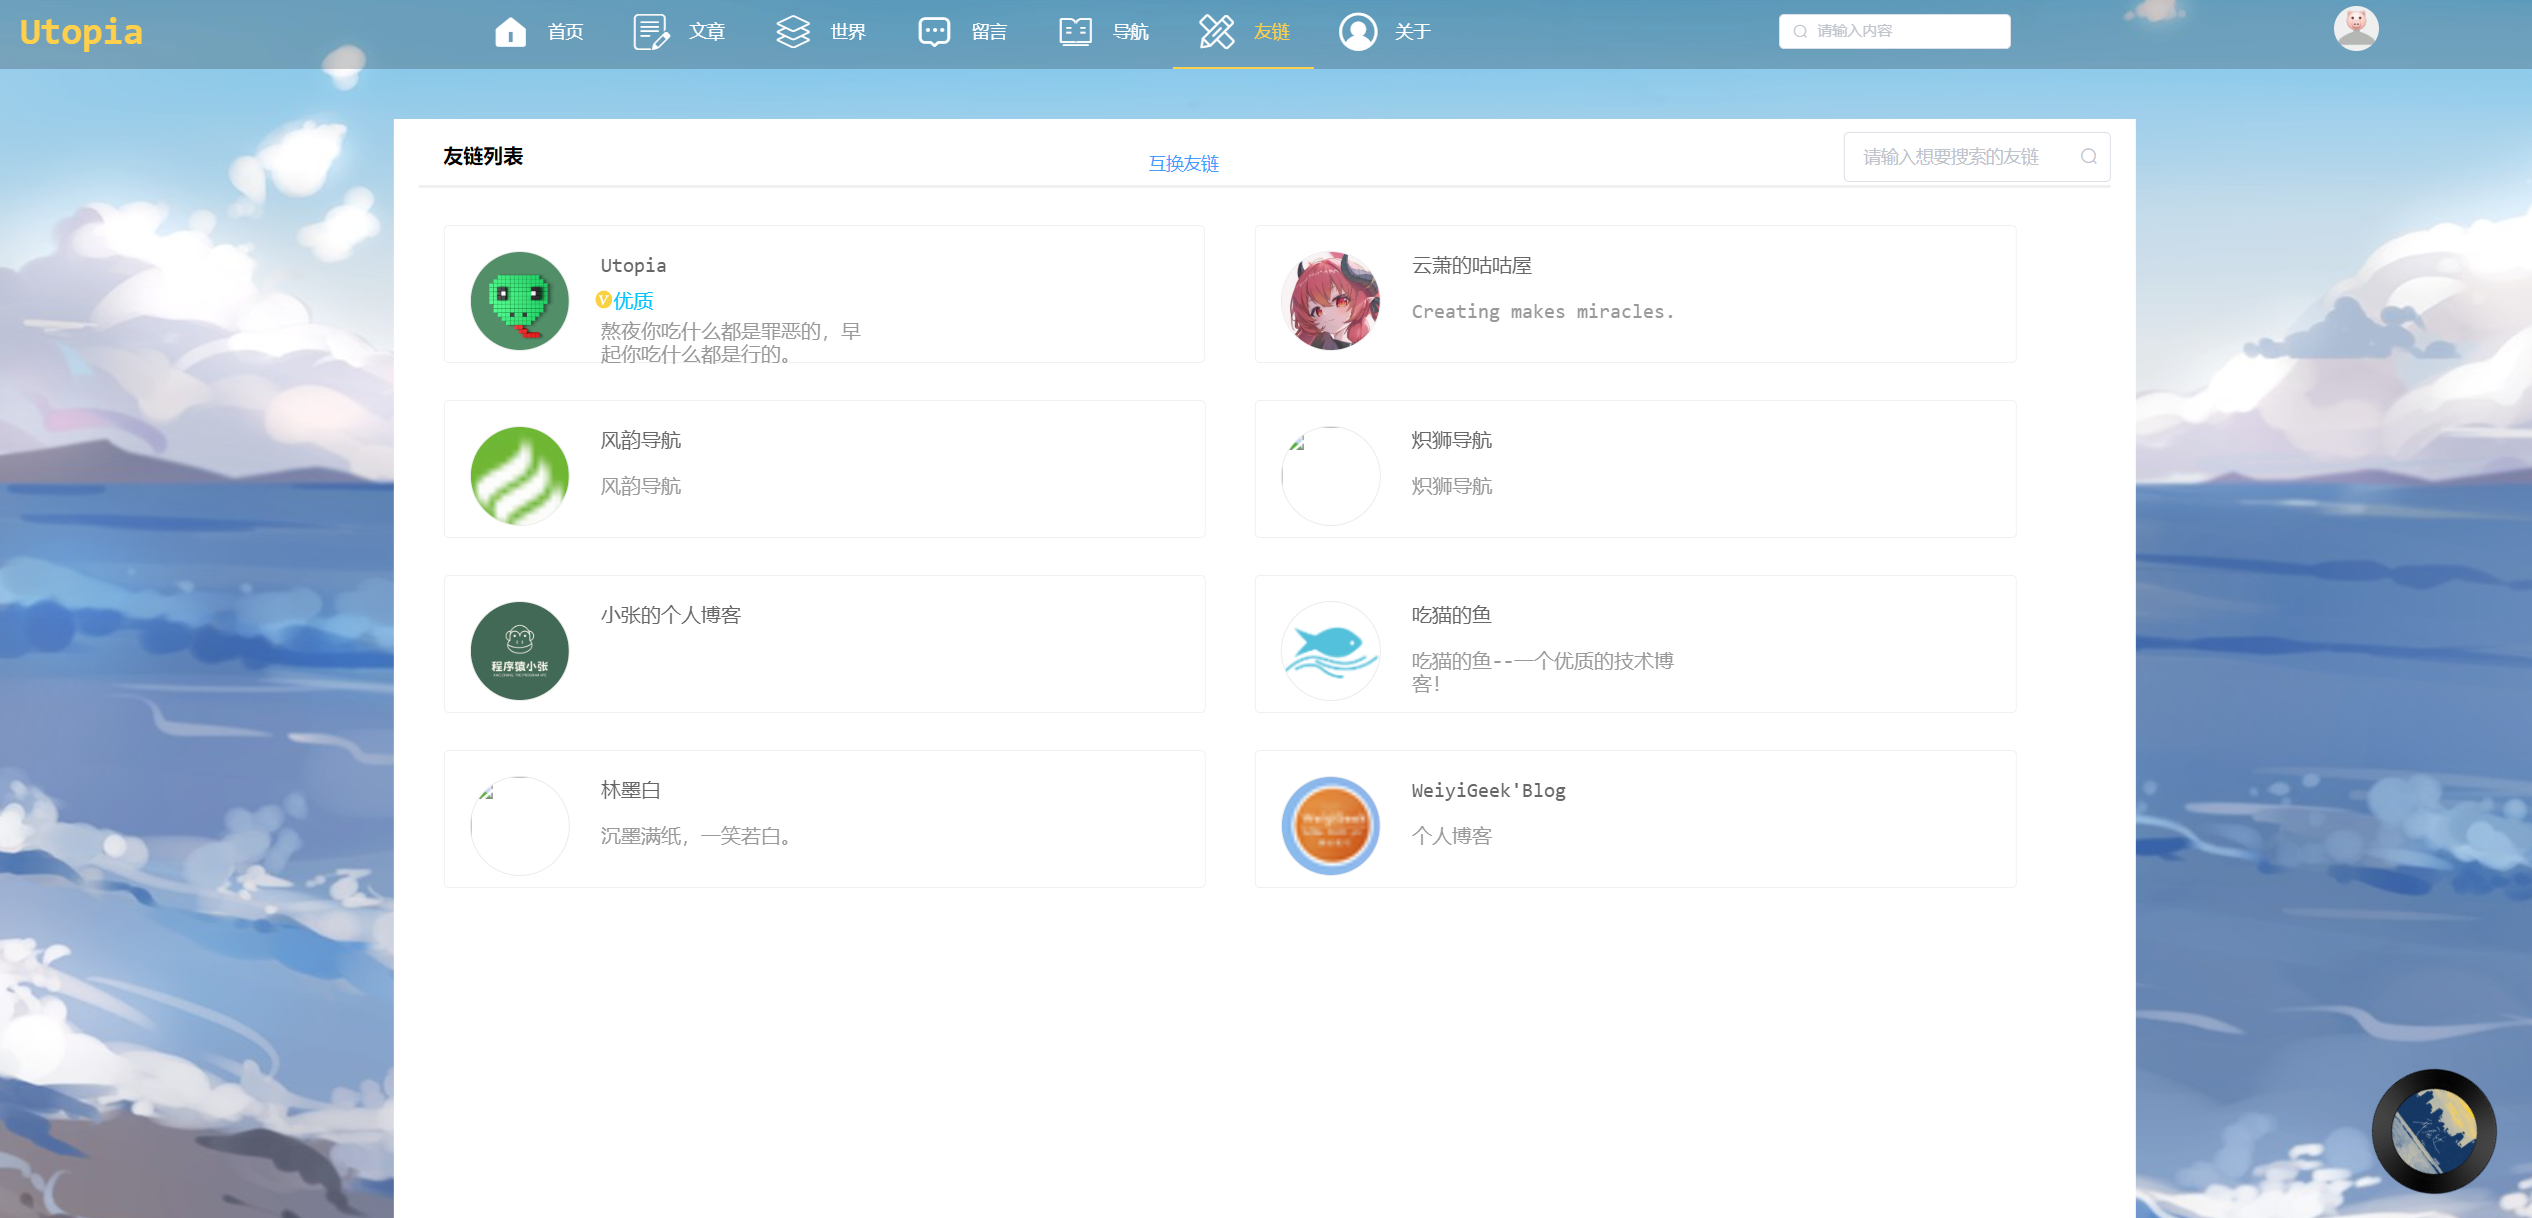 Utopia
首页
文章
世界
留言
导航
友链
关于
请输入内容
友链列表
互换友链
请输入想要搜索的友链
Utopia
优质
熬夜你吃什么都是罪恶的，早
起你吃什么都是行的。
云萧的咕咕屋
Creating makes miracles.
风韵导航
风韵导航
炽狮导航
炽狮导航
程序猿小张
小张的个人博客
吃猫的鱼
吃猫的鱼--一个优质的技术博
客！
林墨白
沉墨满纸，一笑若白。
WeiyiGeek
WeiyiGeek'Blog
个人博客